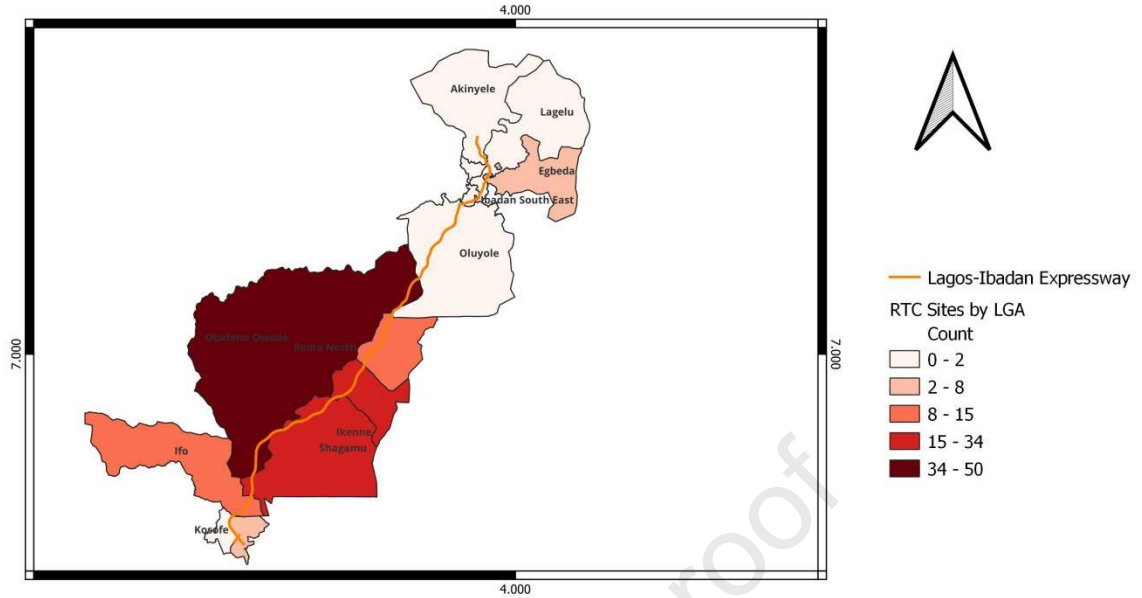 4.000
Akinyele
Lagelu
Egbeda
Ibadan South East
Oluyole
Lagos-Ibadan Expressway
RTC Sites by LGA
Count
0 - 2
2 - 8
8 - 15
15 - 34
34 - 50
7.000
7.000
Obafemi Owode
Remo North
Ikenne
Shagamu
Ifo
Kosofe
4.000
roof